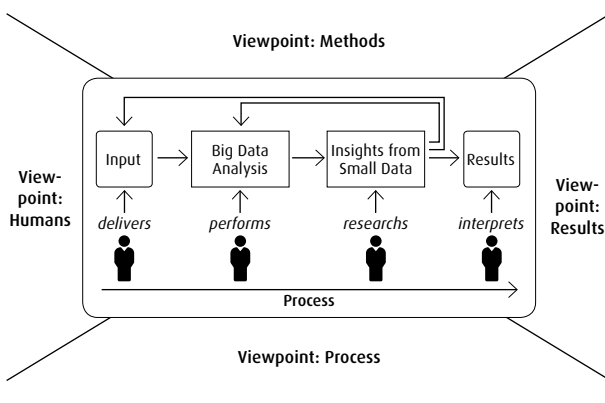 Viewpoint: Methods
View-
point:
Humans
Input
Big Data
Analysis
Insights from
Small Data
Results
delivers
performs
researchs
interprets
Process
View-
point:
Results
Viewpoint: Process